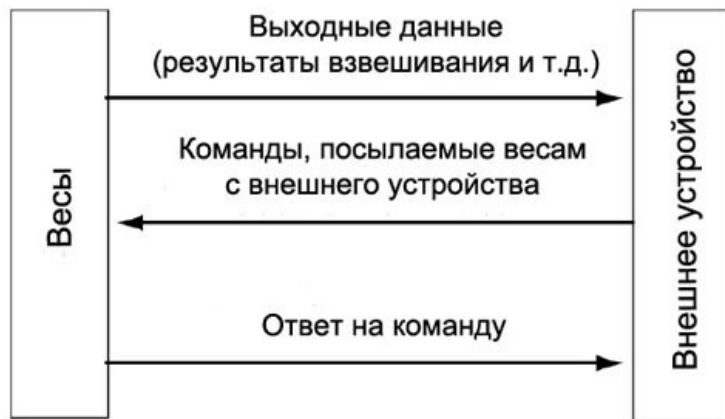 Выходные данные
(результаты взвешивания и т.д.)
Команды, посылаемые весам
с внешнего устройства
Весы
Внешнее устройство
Ответ на команду